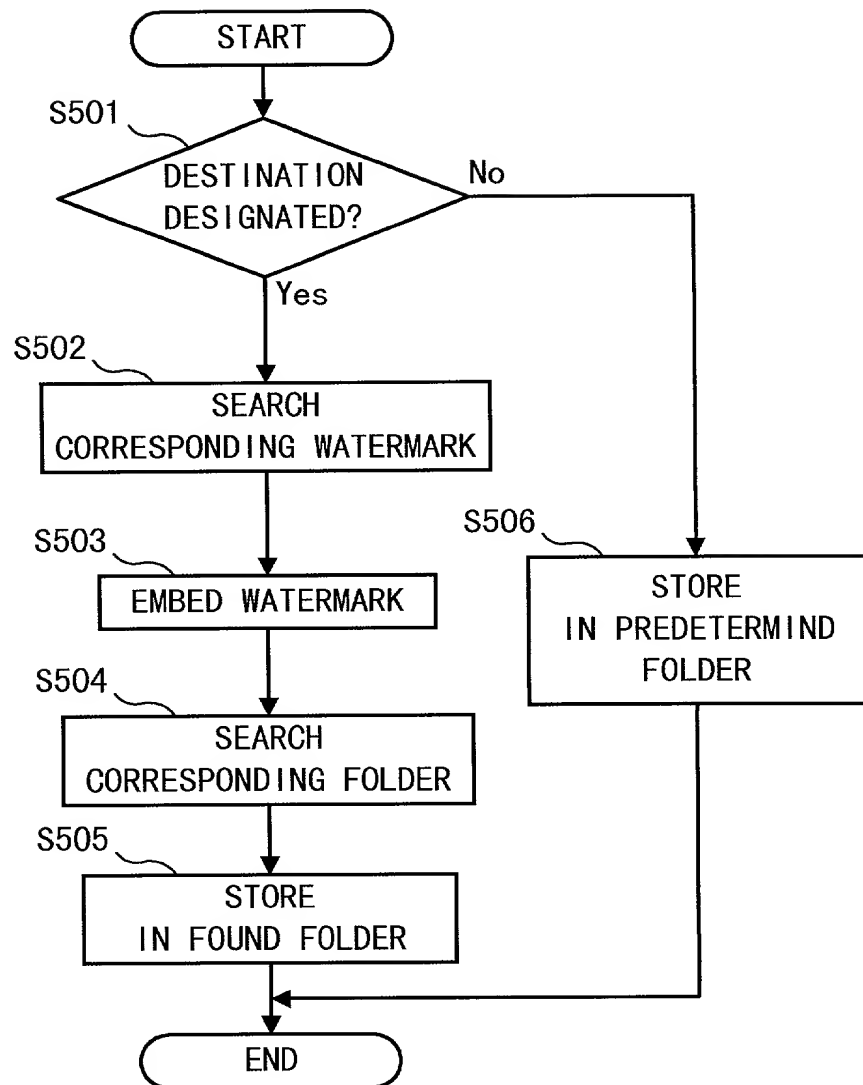 START
S501
DESTINATION
DESIGNATED?
No
Yes
S502
SEARCH
CORRESPONDING WATERMARK
S503
EMBED WATERMARK
S506
STORE
IN PREDETERMIND
FOLDER
S504
SEARCH
CORRESPONDING FOLDER
S505
STORE
IN FOUND FOLDER
END